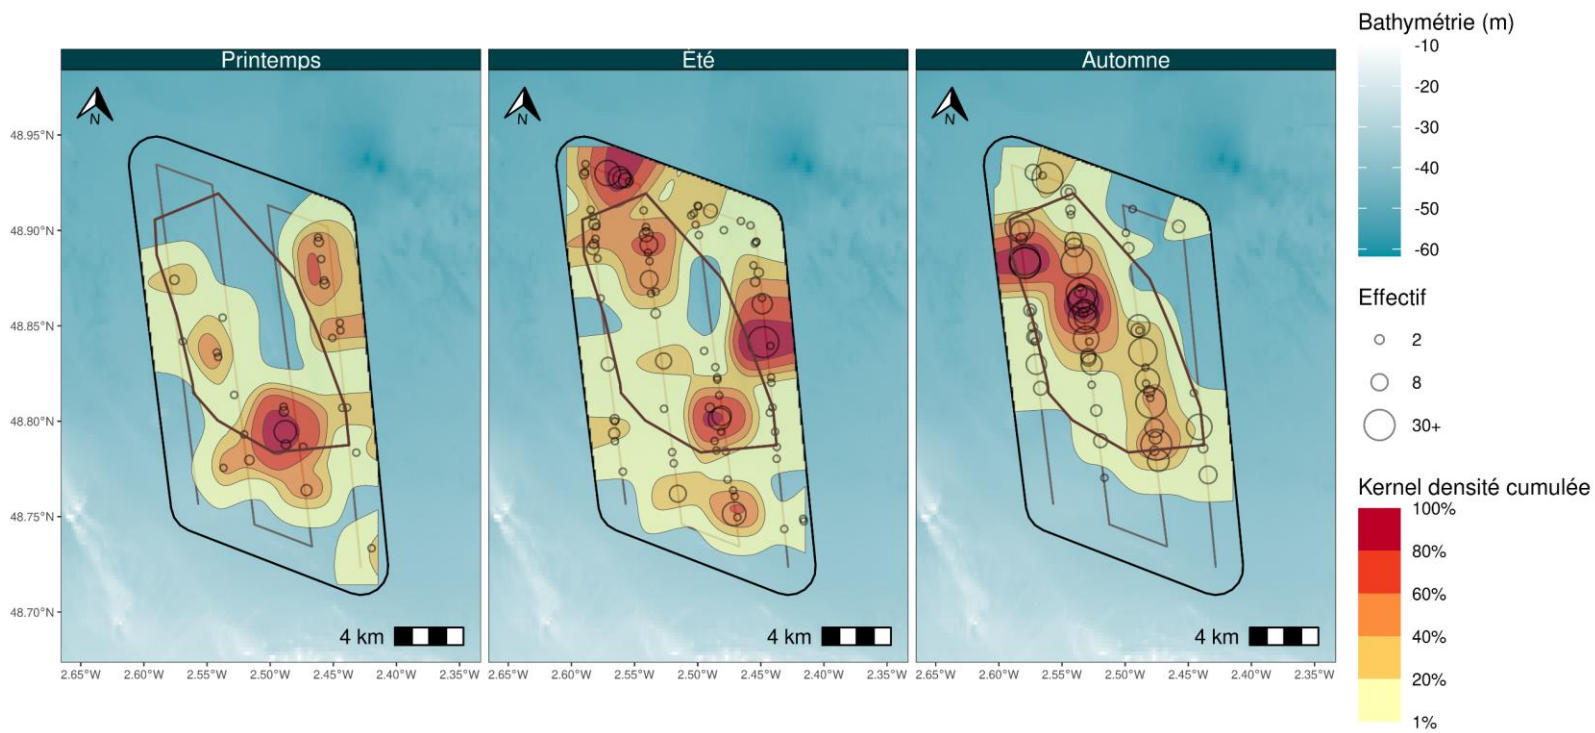 Printemps
Été
Automne
N
N
N
48.95°N
48.90°N
48.85°N
48.80°N
48.75°N
48.70°N
4 km
4 km
4 km
2.65°W 2.60°W 2.55°W 2.50°W 2.45°W 2.40°W 2.35°W
2.65°W 2.60°W 2.55°W 2.50°W 2.45°W 2.40°W 2.35°W
2.65°W 2.60°W 2.55°W 2.50°W 2.45°W 2.40°W 2.35°W
Bathymétrie (m)
-10
-20
-30
-40
-50
-60
Effectif
2
8
30+
Kernel densité cumulée
100%
80%
60%
40%
20%
1%